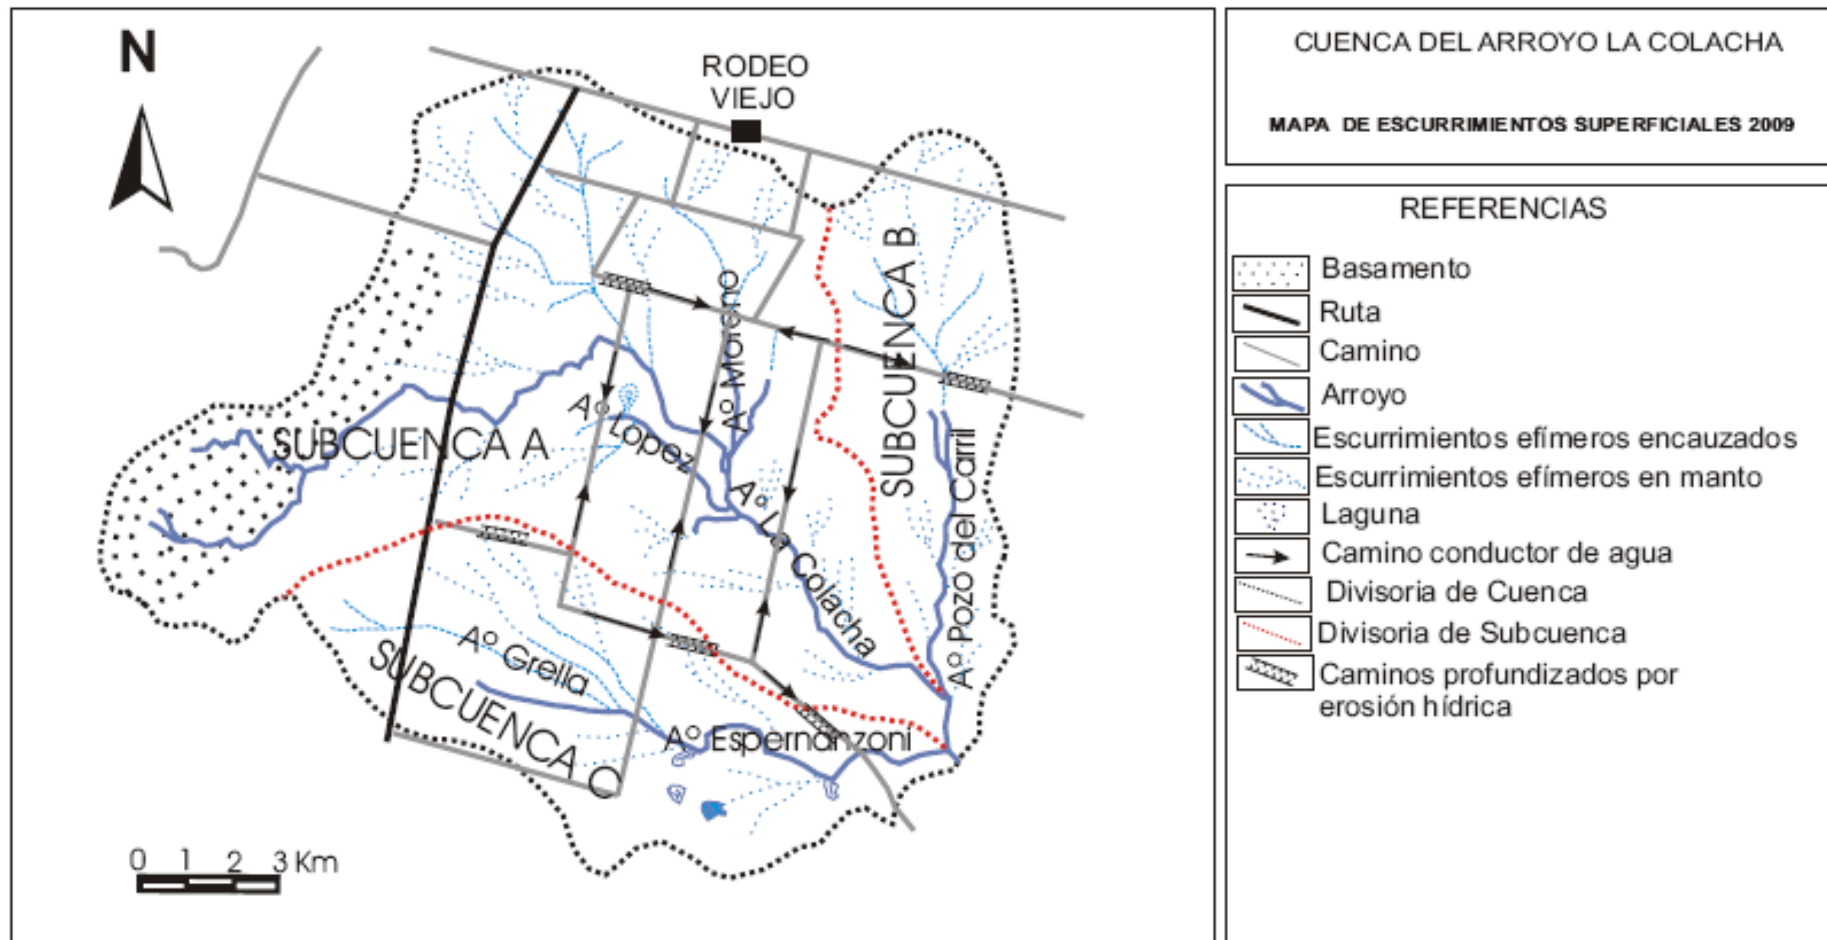 N
RODEO
VIEJO
SUBCUENCA B
Aº Moreno
Aº Lopez
SUBCUENCA A
Aº La Colacha
Aº Pozo del Carril
Aº Grella
SUBCUENCA C
Aº Espernanzoni
0 1 2 3 Km
CUENCA DEL ARROYO LA COLACHA
MAPA DE ESCURRIMIENTOS SUPERFICIALES 2009
REFERENCIAS
Basamento
Ruta
Camino
Arroyo
Escurrimientos efímeros encauzados
Escurrimientos efímeros en manto
Laguna
Camino conductor de agua
Divisoria de Cuenca
Divisoria de Subcuenca
Caminos profundizados por
erosión hídrica